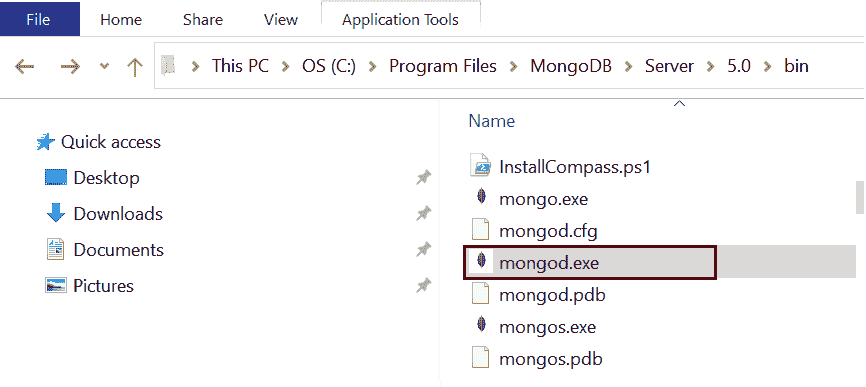 File Home Share View Application Tools
This PC OS (C:) Program Files MongoDB Server 5.0 bin
Quick access
Desktop
Downloads
Documents
Pictures
Name
InstallCompass.ps1
mongo.exe
mongod.cfg
mongod.exe
mongod.pdb
mongos.exe
mongos.pdb